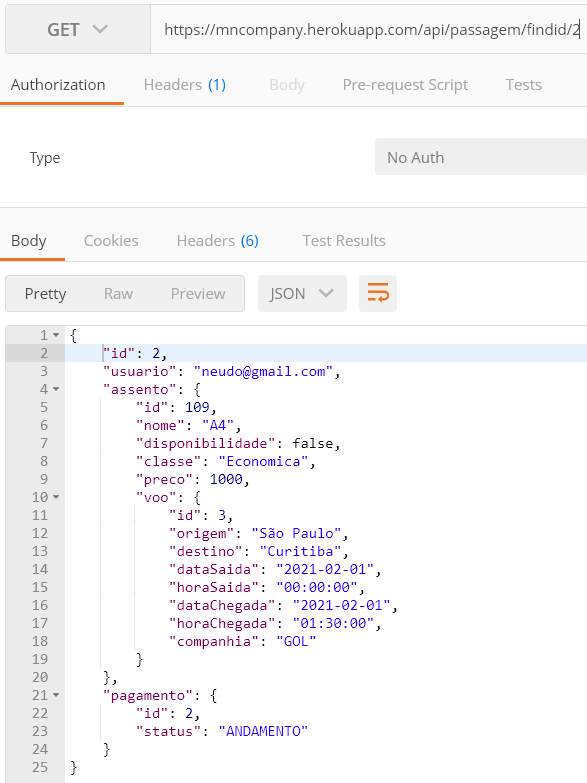 GET https://mncompany.herokuapp.com/api/passagem/findid/2
Authorization Headers (1) Body Pre-request Script Tests
Type No Auth
Body Cookies Headers (6) Test Results
Pretty Raw Preview JSON
1 {
2 "id": 2,
3 "usuario": "neudo@gmail.com",
4 "assento": {
5 "id": 109,
6 "nome": "A4",
7 "disponibilidade": false,
8 "classe": "Economica",
9 "preco": 1000,
10 "voo": {
11 "id": 3,
12 "origem": "São Paulo",
13 "destino": "Curitiba",
14 "dataSaida": "2021-02-01",
15 "horaSaida": "00:00:00",
16 "dataChegada": "2021-02-01",
17 "horaChegada": "01:30:00",
18 "companhia": "GOL"
19 }
20 },
21 "pagamento": {
22 "id": 2,
23 "status": "ANDAMENTO"
24 }
25 }